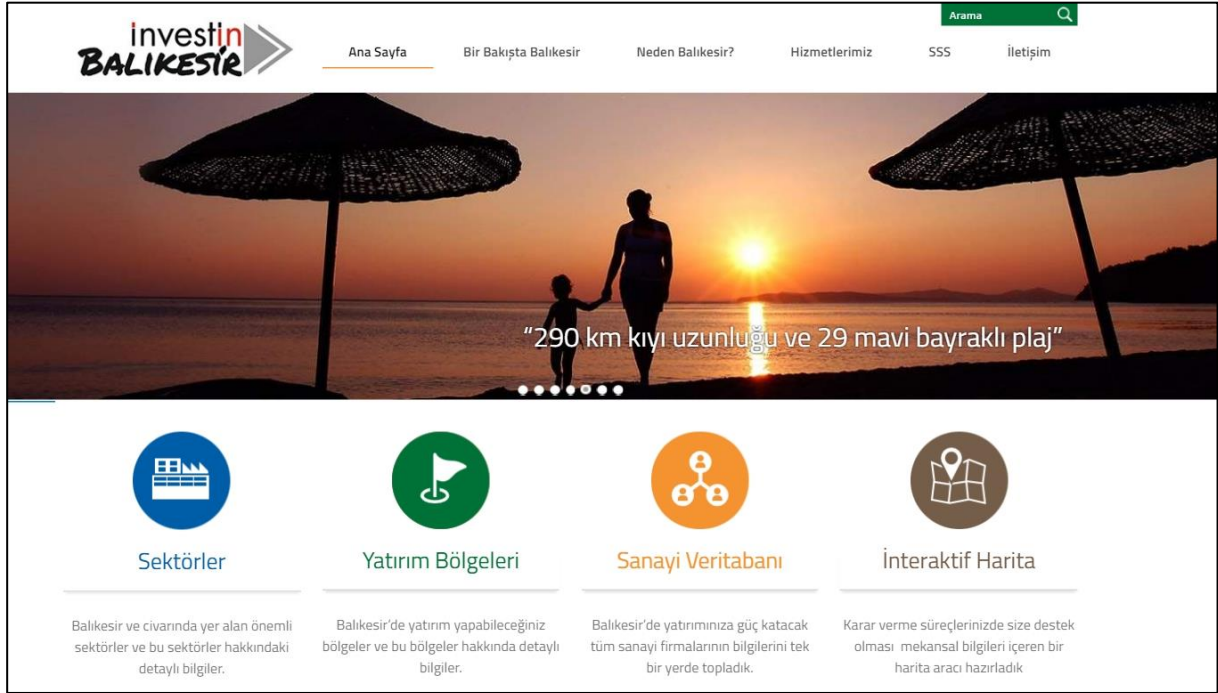 investin
BALIKESİR
Arama
Ana Sayfa
Bir Bakışta Balıkesir
Neden Balıkesir?
Hizmetlerimiz
SSS
İletişim
“290 km kıyı uzunluğu ve 29 mavi bayraklı plaj”
Sektörler
Balıkesir ve civarında yer alan önemli
sektörler ve bu sektörler hakkındaki
detaylı bilgiler.
Yatırım Bölgeleri
Balıkesir’de yatırım yapabileceğiniz
bölgeler ve bu bölgeler hakkında detaylı
bilgiler.
Sanayi Veritabanı
Balıkesir’de yatırımınıza güç katacak
tüm sanayi firmalarının bilgilerini tek
bir yerde topladık.
İnteraktif Harita
Karar verme süreçlerinizde size destek
olması mekansal bilgileri içeren bir
harita aracı hazırladık